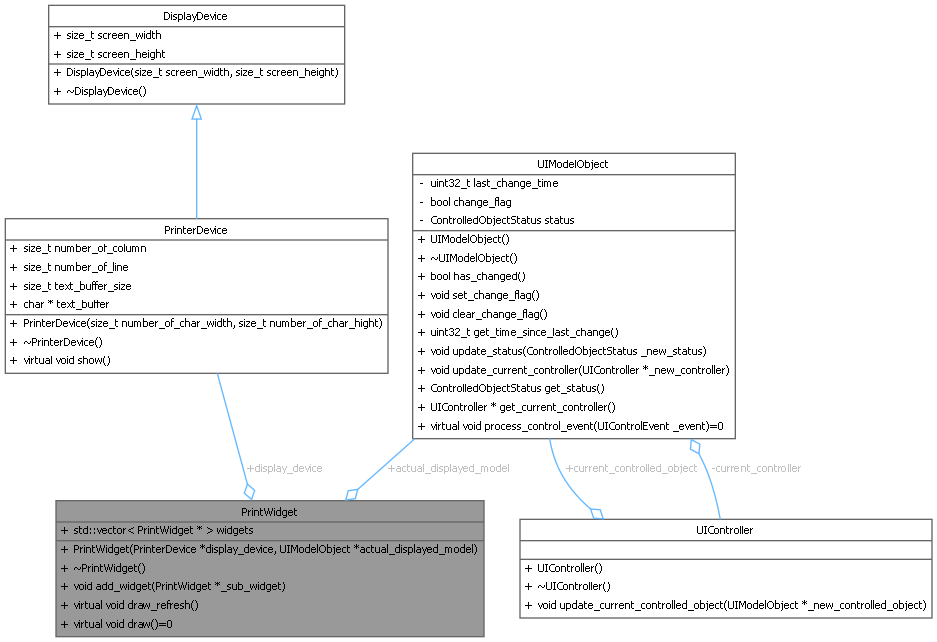 DisplayDevice
+ size_t screen_width
+ size_t screen_height
+ DisplayDevice(size_t screen_width, size_t screen_height)
+ ~DisplayDevice()
UIModelObject
- uint32_t last_change_time
- bool change_flag
- ControlledObjectStatus status
+ UIModelObject()
+ ~UIModelObject()
+ bool has_changed()
+ void set_change_flag()
+ void clear_change_flag()
+ uint32_t get_time_since_last_change()
+ void update_status(ControlledObjectStatus _new_status)
+ void update_current_controller(UIController *_new_controller)
+ ControlledObjectStatus get_status()
+ UIController * get_current_controller()
+ virtual void process_control_event(UIControlEvent _event)=0
PrinterDevice
+ size_t number_of_column
+ size_t number_of_line
+ size_t text_buffer_size
+ char * text_buffer
+ PrinterDevice(size_t number_of_char_width, size_t number_of_char_hight)
+ ~PrinterDevice()
+ virtual void show()
+display_device
+actual_displayed_model
+current_controlled_object
-current_controller
PrintWidget
+ std::vector< PrintWidget * > widgets
+ PrintWidget(PrinterDevice *display_device, UIModelObject *actual_displayed_model)
+ ~PrintWidget()
+ void add_widget(PrintWidget *_sub_widget)
+ virtual void draw_refresh()
+ virtual void draw()=0
UIController
+ UIController()
+ ~UIController()
+ void update_current_controlled_object(UIModelObject *_new_controlled_object)